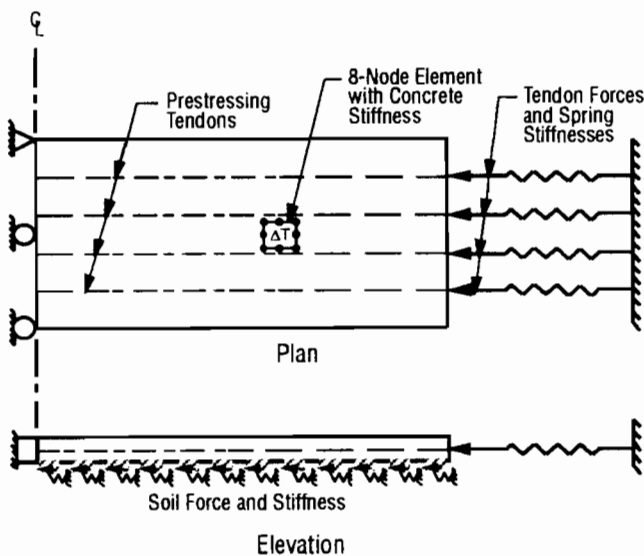 ℄
8-Node Element
with Concrete
Stiffness
Prestressing
Tendons
Tendon Forces
and Spring
Stiffnesses
ΔT
Plan
Soil Force and Stiffness
Elevation